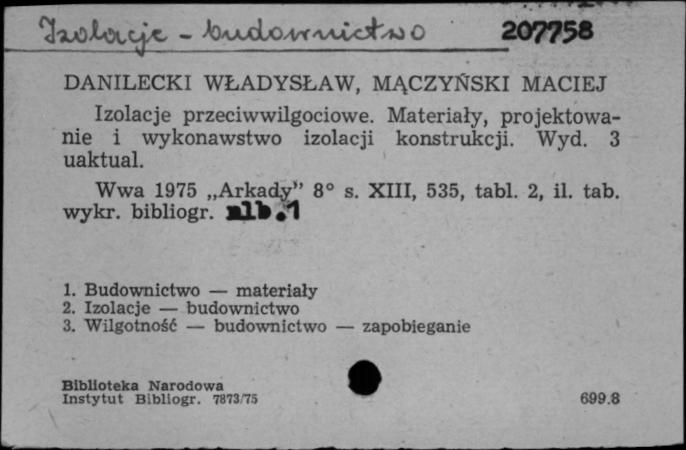 Izolacje - budownictwo 207758
DANILECKI WŁADYSŁAW, MĄCZYŃSKI MACIEJ
Izolacje przeciwwilgociowe. Materiały, projektowa-
nie i wykonawstwo izolacji konstrukcji. Wyd. 3
uaktual.
Wwa 1975 „Arkady” 8° s. XIII, 535, tabl. 2, il. tab.
wykr. bibliogr. nlb.1
1. Budownictwo — materiały
2. Izolacje — budownictwo
3. Wilgotność — budownictwo — zapobieganie
Biblioteka Narodowa
Instytut Bibliogr. 7873/75 699.8